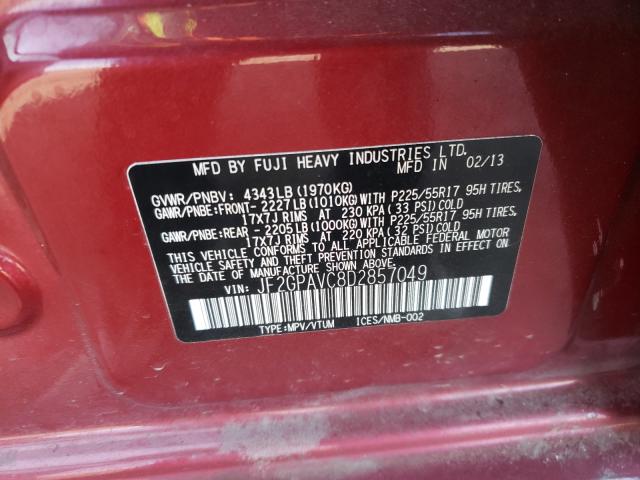 MFD BY FUJI HEAVY INDUSTRIES LTD.
MFD IN 02/13
GVWR/PNBV: 4343LB (1970KG)
GAWR/PNBE:FRONT- 2227LB (1010KG) WITH P225/55R17 95H TIRES,
17X7J RIMS AT 230 KPA (33 PSI) COLD
GAWR/PNBE:REAR - 2205LB (1000KG) WITH P225/55R17 95H TIRES,
17X7J RIMS AT 220 KPA (32 PSI) COLD
THIS VEHICLE CONFORMS TO ALL APPLICABLE FEDERAL MOTOR
VEHICLE SAFETY AND THEFT PREVENTION STANDARDS IN EFFECT ON
THE DATE OF MANUFACTURE SHOWN ABOVE.
VIN: JF2GPAVC8D2857049
TYPE:MPV/VTUM ICES/NMB-002